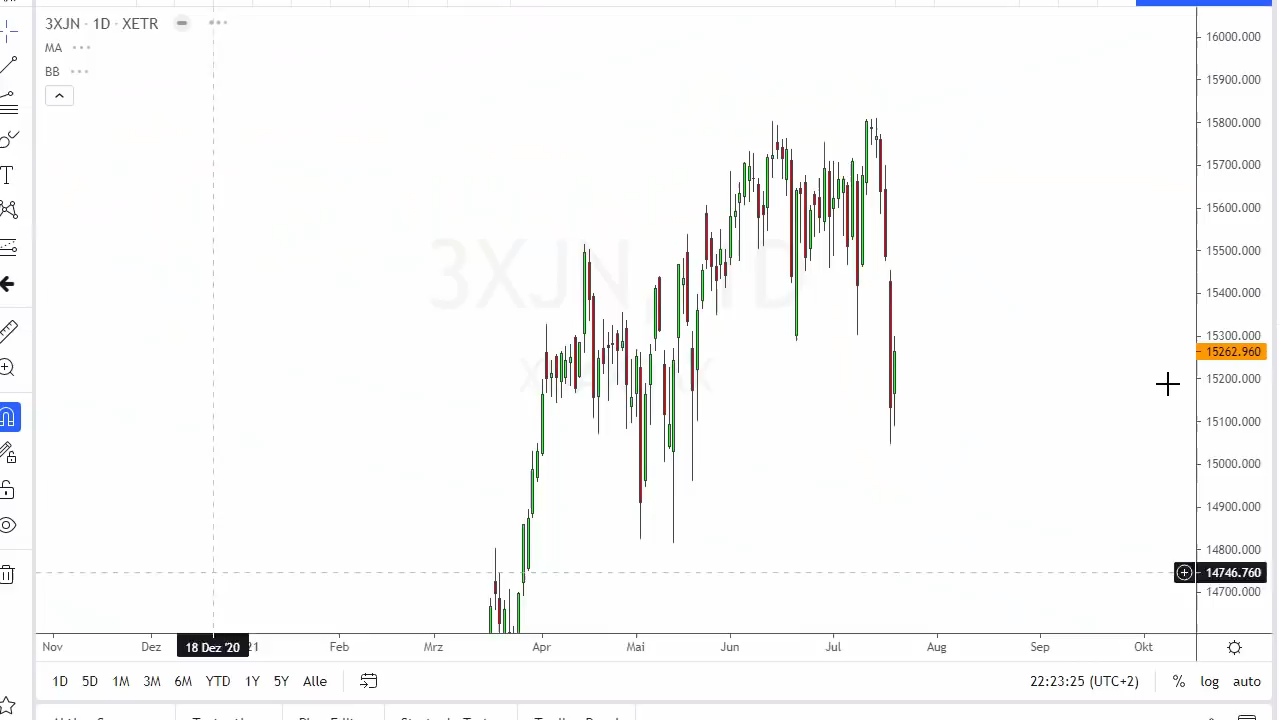 3XJN · 1D · XETR
MA
BB
3XJN, 1D
16000.000
15900.000
15800.000
15700.000
15600.000
15500.000
15400.000
15300.000
15262.960
15200.000
15100.000
15000.000
14900.000
14800.000
14746.760
14700.000
Nov Dez 18 Dez '20 21 Feb Mrz Apr Mai Jun Jul Aug Sep Okt
1D 5D 1M 3M 6M YTD 1Y 5Y Alle 22:23:25 (UTC+2) % log auto